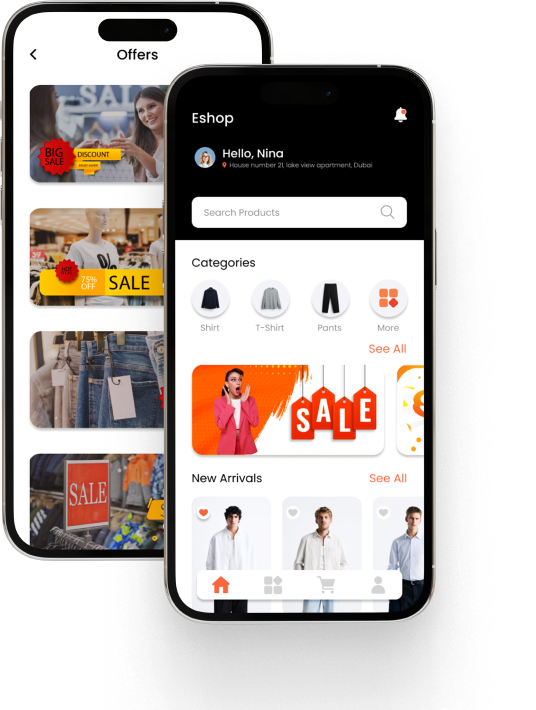 Offers
SALE
BIG
SALE
DISCOUNT
75%
OFF
SALE
SALE
Eshop
Hello, Nina
House number 21, lake view apartment, Dubai
Search Products
Categories
Shirt
T-Shirt
Pants
More
See All
SALE
New Arrivals
See All